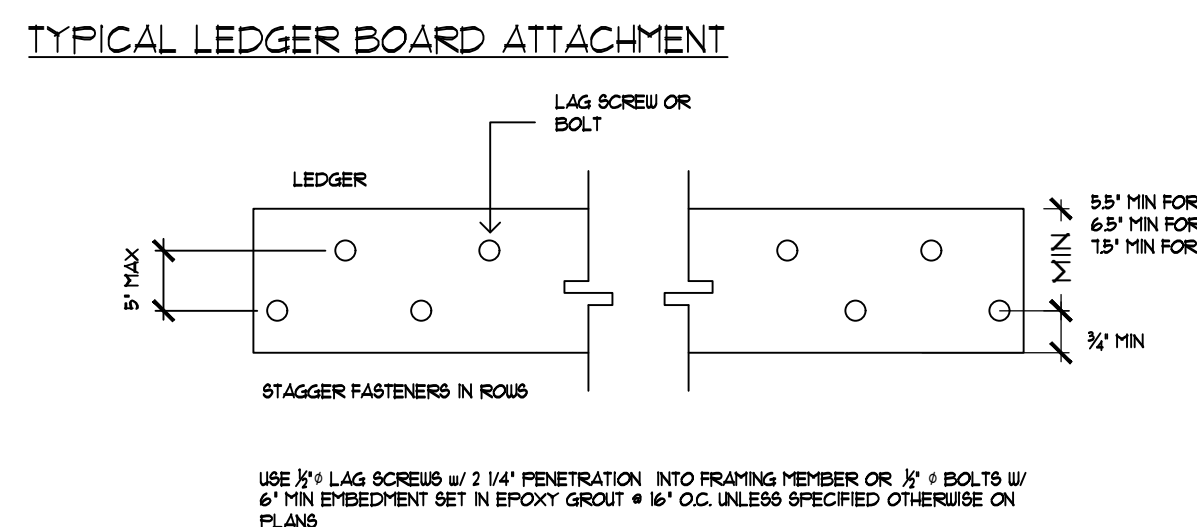 TYPICAL LEDGER BOARD ATTACHMENT
LAG SCREW OR
BOLT
LEDGER
5" MAX
MIN
5.5" MIN FOR
6.5" MIN FOR
7.5" MIN FOR
¾" MIN
STAGGER FASTENERS IN ROWS
USE ½"ø LAG SCREWS w/ 2 1/4" PENETRATION INTO FRAMING MEMBER OR ½" ø BOLTS W/
6" MIN EMBEDMENT SET IN EPOXY GROUT @ 16" O.C. UNLESS SPECIFIED OTHERWISE ON
PLANS